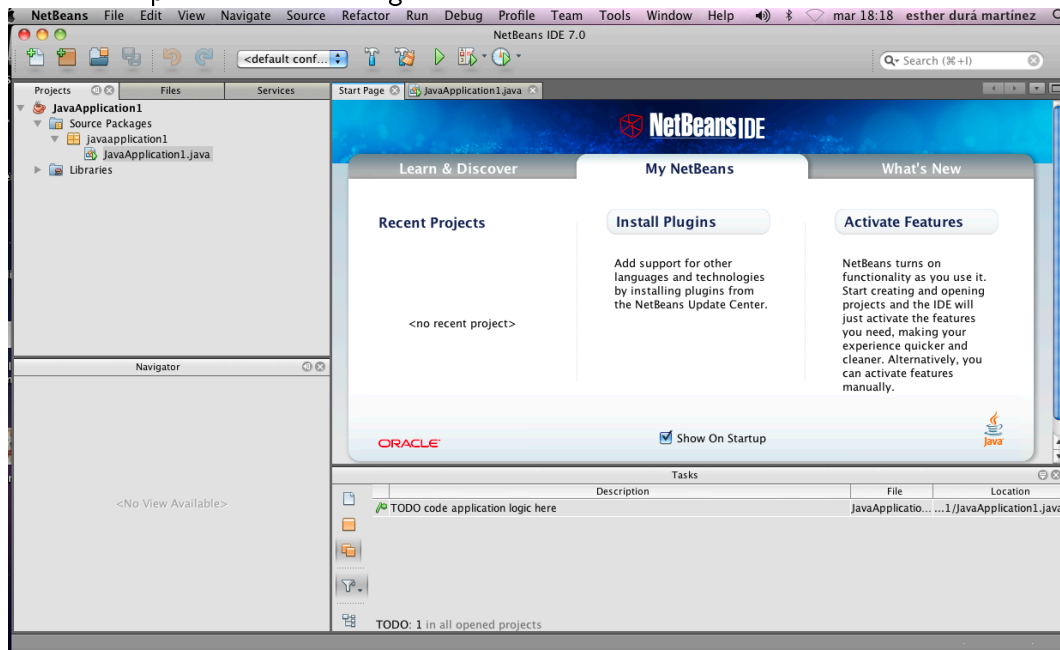 NetBeans File Edit View Navigate Source Refactor Run Debug Profile Team Tools Window Help mar 18:18 esther durá martínez
NetBeans IDE 7.0
<default conf...
Search (⌘+I)
Projects Files Services
Start Page JavaApplication1.java
JavaApplication1
Source Packages
javaapplication1
JavaApplication1.java
Libraries
NetBeans IDE
Learn & Discover My NetBeans What's New
Recent Projects
<no recent project>
Install Plugins
Add support for other
languages and technologies
by installing plugins from
the NetBeans Update Center.
Activate Features
NetBeans turns on
functionality as you use it.
Start creating and opening
projects and the IDE will
just activate the features
you need, making your
experience quicker and
cleaner. Alternatively, you
can activate features
manually.
ORACLE
Show On Startup
Java
Navigator
<No View Available>
Tasks
Description File Location
TODO code application logic here JavaApplicatio... ...1/JavaApplication1.java
TODO: 1 in all opened projects